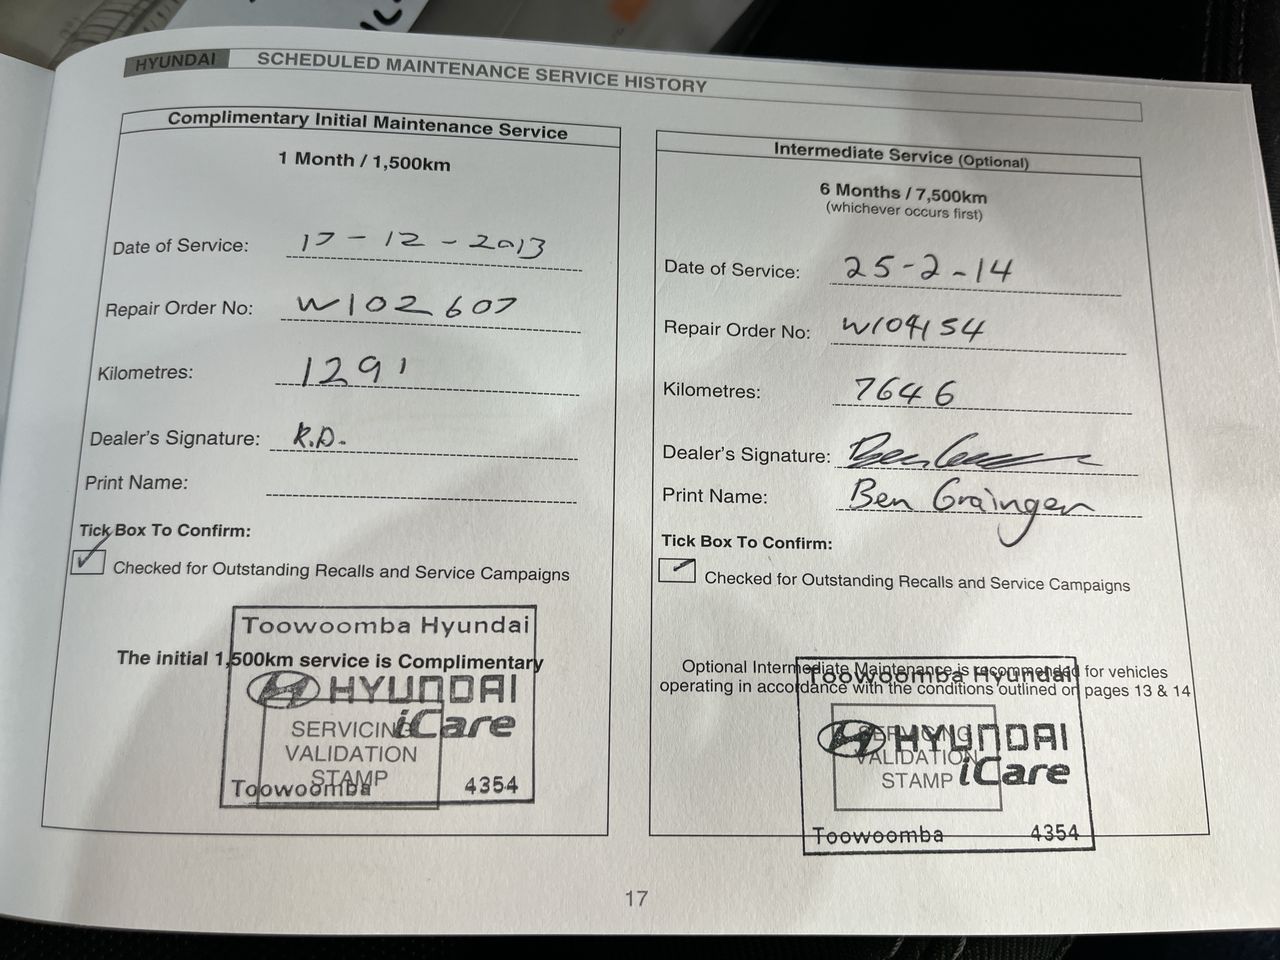 HYUNDAI SCHEDULED MAINTENANCE SERVICE HISTORY
Complimentary Initial Maintenance Service
1 Month / 1,500km
Date of Service: 17-12-2013
Repair Order No: W102607
Kilometres: 1291
Dealer's Signature: R.D.
Print Name:
Tick Box To Confirm:
Checked for Outstanding Recalls and Service Campaigns
Toowoomba Hyundai
The initial 1,500km service is Complimentary
HYUNDAI
iCare
SERVICING
VALIDATION
STAMP
Toowoomba 4354
Intermediate Service (Optional)
6 Months / 7,500km
(whichever occurs first)
Date of Service: 25-2-14
Repair Order No: W104154
Kilometres: 7646
Dealer's Signature:
Print Name: Ben Grainger
Tick Box To Confirm:
Checked for Outstanding Recalls and Service Campaigns
Optional Intermediate Maintenance is recommended for vehicles
Toowoomba Hyundai
operating in accordance with the conditions outlined on pages 13 & 14
HYUNDAI
iCare
SERVICING
VALIDATION
STAMP
Toowoomba 4354
17